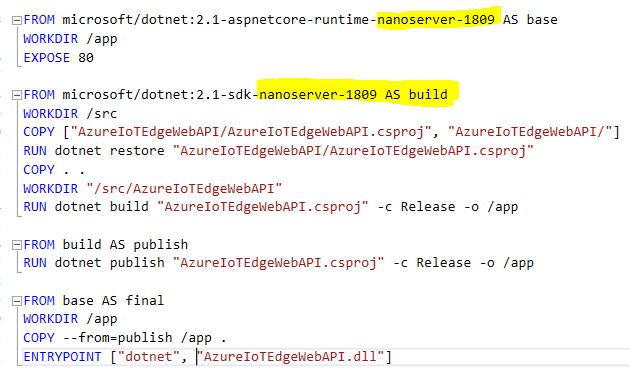 FROM microsoft/dotnet:2.1-aspnetcore-runtime-nanoserver-1809 AS base
WORKDIR /app
EXPOSE 80
FROM microsoft/dotnet:2.1-sdk-nanoserver-1809 AS build
WORKDIR /src
COPY ["AzureIoTEdgeWebAPI/AzureIoTEdgeWebAPI.csproj", "AzureIoTEdgeWebAPI/"]
RUN dotnet restore "AzureIoTEdgeWebAPI/AzureIoTEdgeWebAPI.csproj"
COPY . .
WORKDIR "/src/AzureIoTEdgeWebAPI"
RUN dotnet build "AzureIoTEdgeWebAPI.csproj" -c Release -o /app
FROM build AS publish
RUN dotnet publish "AzureIoTEdgeWebAPI.csproj" -c Release -o /app
FROM base AS final
WORKDIR /app
COPY --from=publish /app .
ENTRYPOINT ["dotnet", "AzureIoTEdgeWebAPI.dll"]